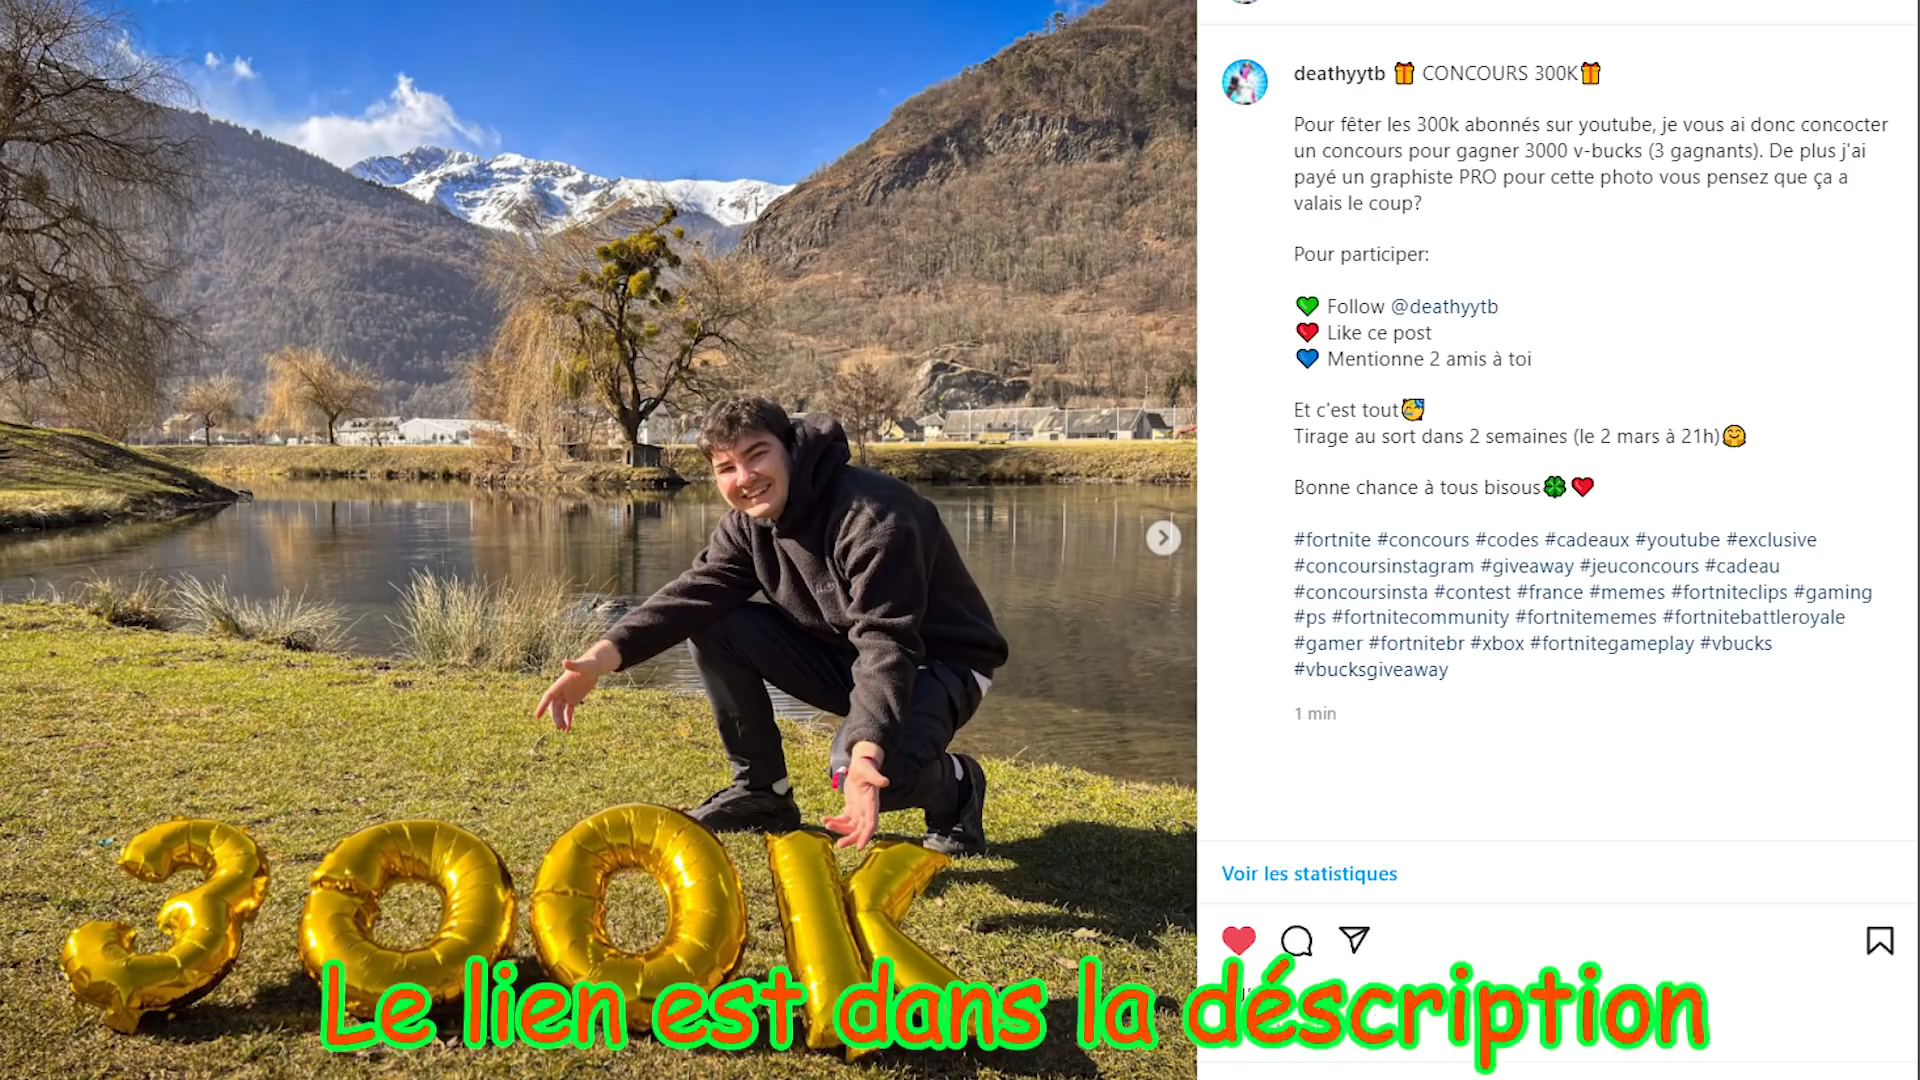 deathyytb 🎁 CONCOURS 300K🎁
Pour fêter les 300k abonnés sur youtube, je vous ai donc concocter
un concours pour gagner 3000 v-bucks (3 gagnants). De plus j'ai
payé un graphiste PRO pour cette photo vous pensez que ça a
valais le coup?
Pour participer:
💚 Follow @deathyytb
❤️ Like ce post
💙 Mentionne 2 amis à toi
Et c'est tout🥳
Tirage au sort dans 2 semaines (le 2 mars à 21h)🤗
Bonne chance à tous bisous🍀❤️
#fortnite #concours #codes #cadeaux #youtube #exclusive
#concoursinstagram #giveaway #jeuconcours #cadeau
#concoursinsta #contest #france #memes #fortniteclips #gaming
#ps #fortnitecommunity #fortnitememes #fortnitebattleroyale
#gamer #fortnitebr #xbox #fortnitegameplay #vbucks
#vbucksgiveaway
1 min
Voir les statistiques
300K
Le lien est dans la déscription